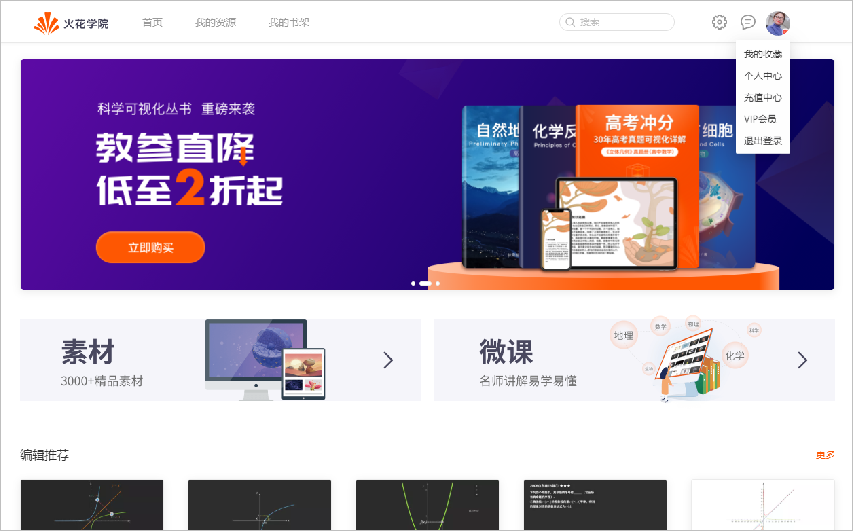 火花学院
首页
我的资源
我的书架
搜索
我的收藏
个人中心
充值中心
VIP会员
退出登录
科学可视化丛书 重磅来袭
教参直降
低至2折起
立即购买
自然地
化学反
Principles of C
高考冲分
30年高考真题可视化详解
细胞
素材
3000+精品素材
微课
名师讲解易学易懂
地理
数学
物理
化学
编辑推荐
更多